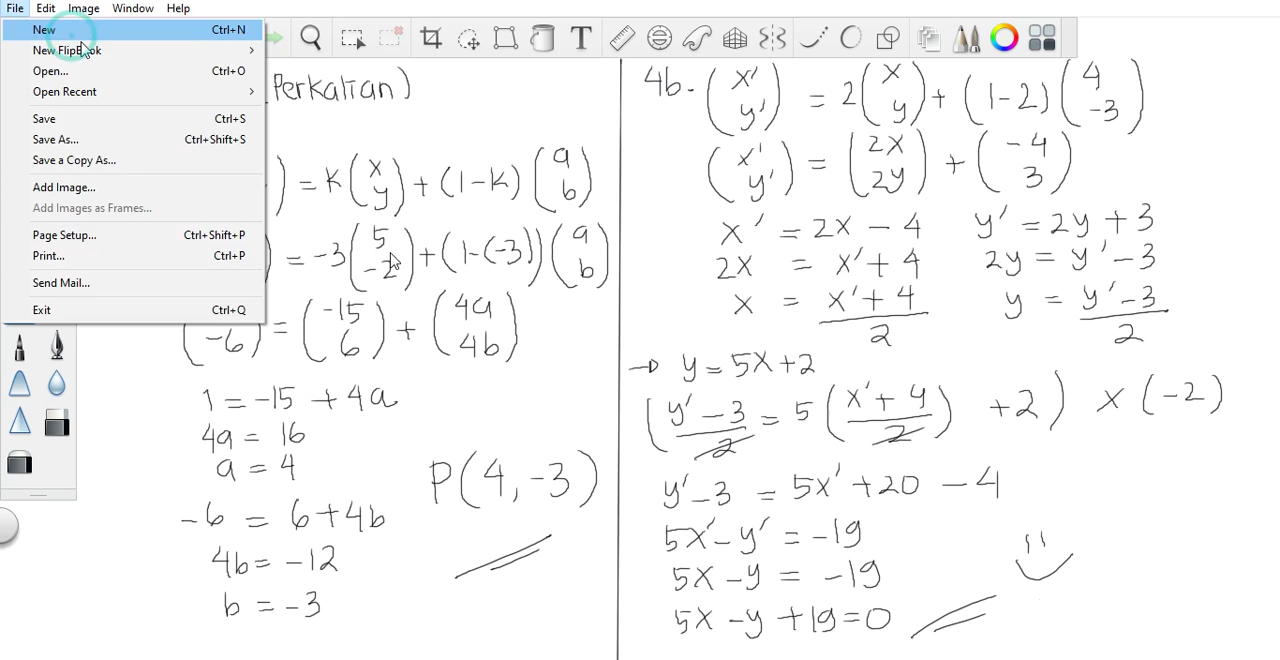 File Edit Image Window Help
New Ctrl+N
New FlipBook
Open... Ctrl+O
Open Recent
Save Ctrl+S
Save As... Ctrl+Shift+S
Save a Copy As...
Add Image...
Add Images as Frames...
Page Setup... Ctrl+Shift+P
Print... Ctrl+P
Send Mail...
Exit Ctrl+Q
Perkalian)
) = K(x y) + (1-K)(a b)
) = -3(5 -2) + (1-(-3))(a b)
-6) = (-15 6) + (4a 4b)
1 = -15 + 4a
4a = 16
a = 4
-6 = 6+4b
4b = -12
b = -3
P(4, -3)
4b. (x' y') = 2(x y) + (1-2)(4 -3)
(x' y') = (2x 2y) + (-4 3)
x' = 2x - 4 y' = 2y + 3
2x = x' + 4 2y = y' - 3
x = x'+4/2 y = y'-3/2
→ y = 5x+2
(y'-3/2 = 5(x'+4/2) +2) x (-2)
y'-3 = 5x'+20 - 4
5x'-y' = -19
5x-y = -19
5x-y+19=0